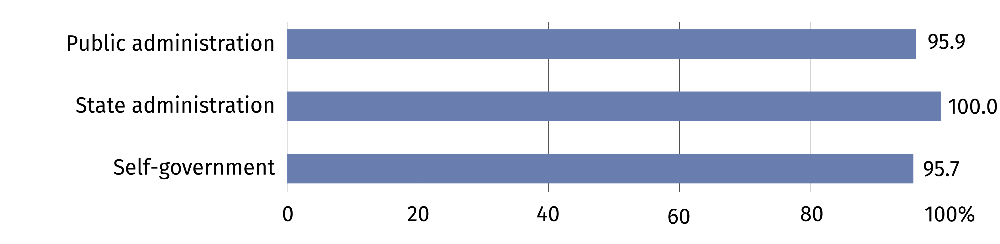 Public administration 95.9
State administration 100.0
Self-government 95.7
0 20 40 60 80 100%